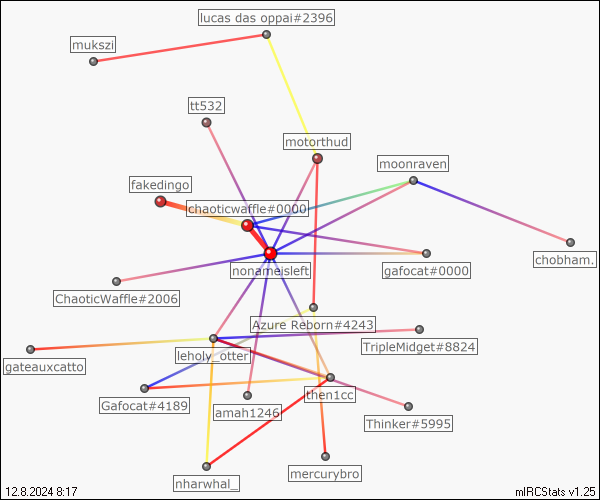 lucas das oppai#2396
mukszi
tt532
motorthud
moonraven
fakedingo
chaoticwaffle#0000
nonameisleft
gafocat#0000
chobham.
ChaoticWaffle#2006
Azure Reborn#4243
TripleMidget#8824
leholy_otter
gateauxcatto
then1cc
Gafocat#4189
amah1246
Thinker#5995
mercurybro
nharwhal_
12.8.2024 8:17
mIRCStats v1.25